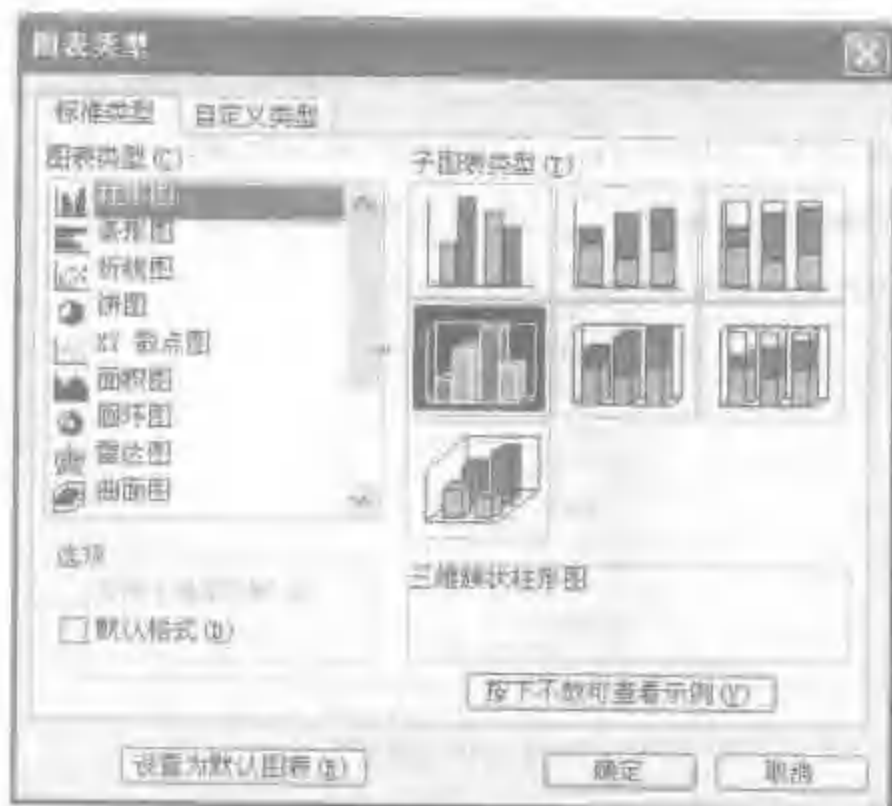 图表类型
标准类型 自定义类型
图表类型(C)
柱形图
条形图
折线图
饼图
XY 散点图
面积图
圆环图
雷达图
曲面图
子图表类型(T)
三维簇状柱形图
选项
默认格式(D)
按下不放可查看示例(V)
设置为默认图表(E)
确定
取消